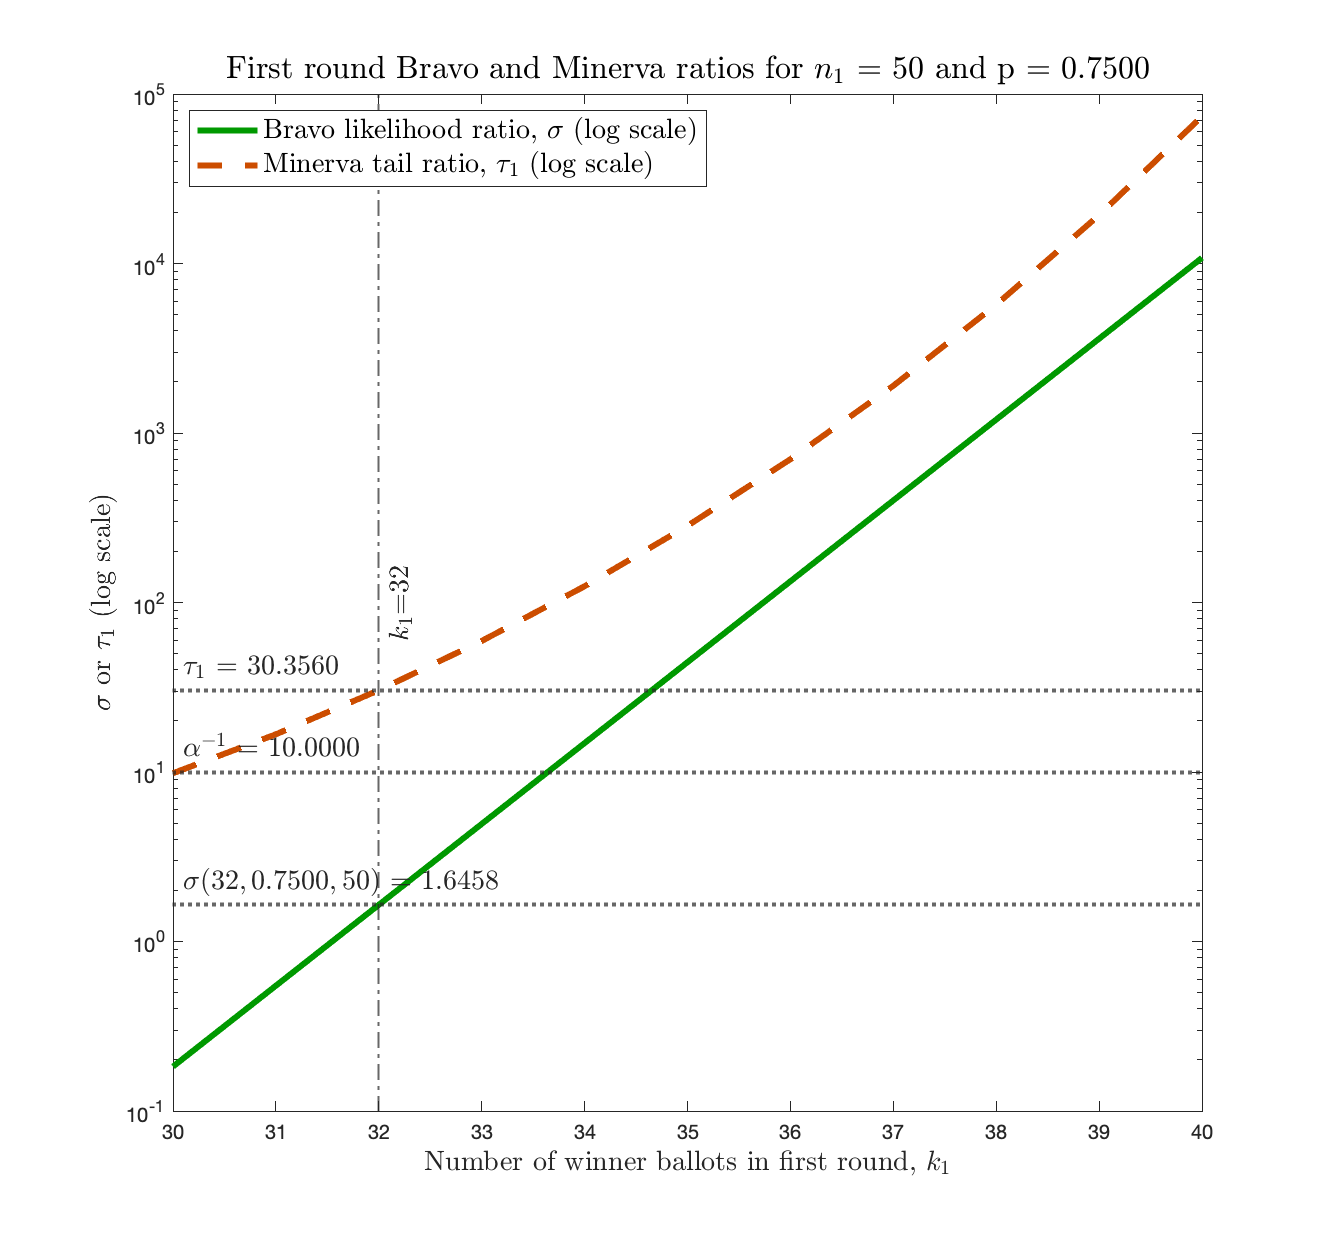 First round Bravo and Minerva ratios for n₁ = 50 and p = 0.7500
Bravo likelihood ratio, σ (log scale)
Minerva tail ratio, τ₁ (log scale)
10⁵
10⁴
10³
10²
10¹
10⁰
10⁻¹
σ or τ₁ (log scale)
k₁=32
τ₁ = 30.3560
α⁻¹ = 10.0000
σ(32, 0.7500, 50) = 1.6458
30 31 32 33 34 35 36 37 38 39 40
Number of winner ballots in first round, k₁